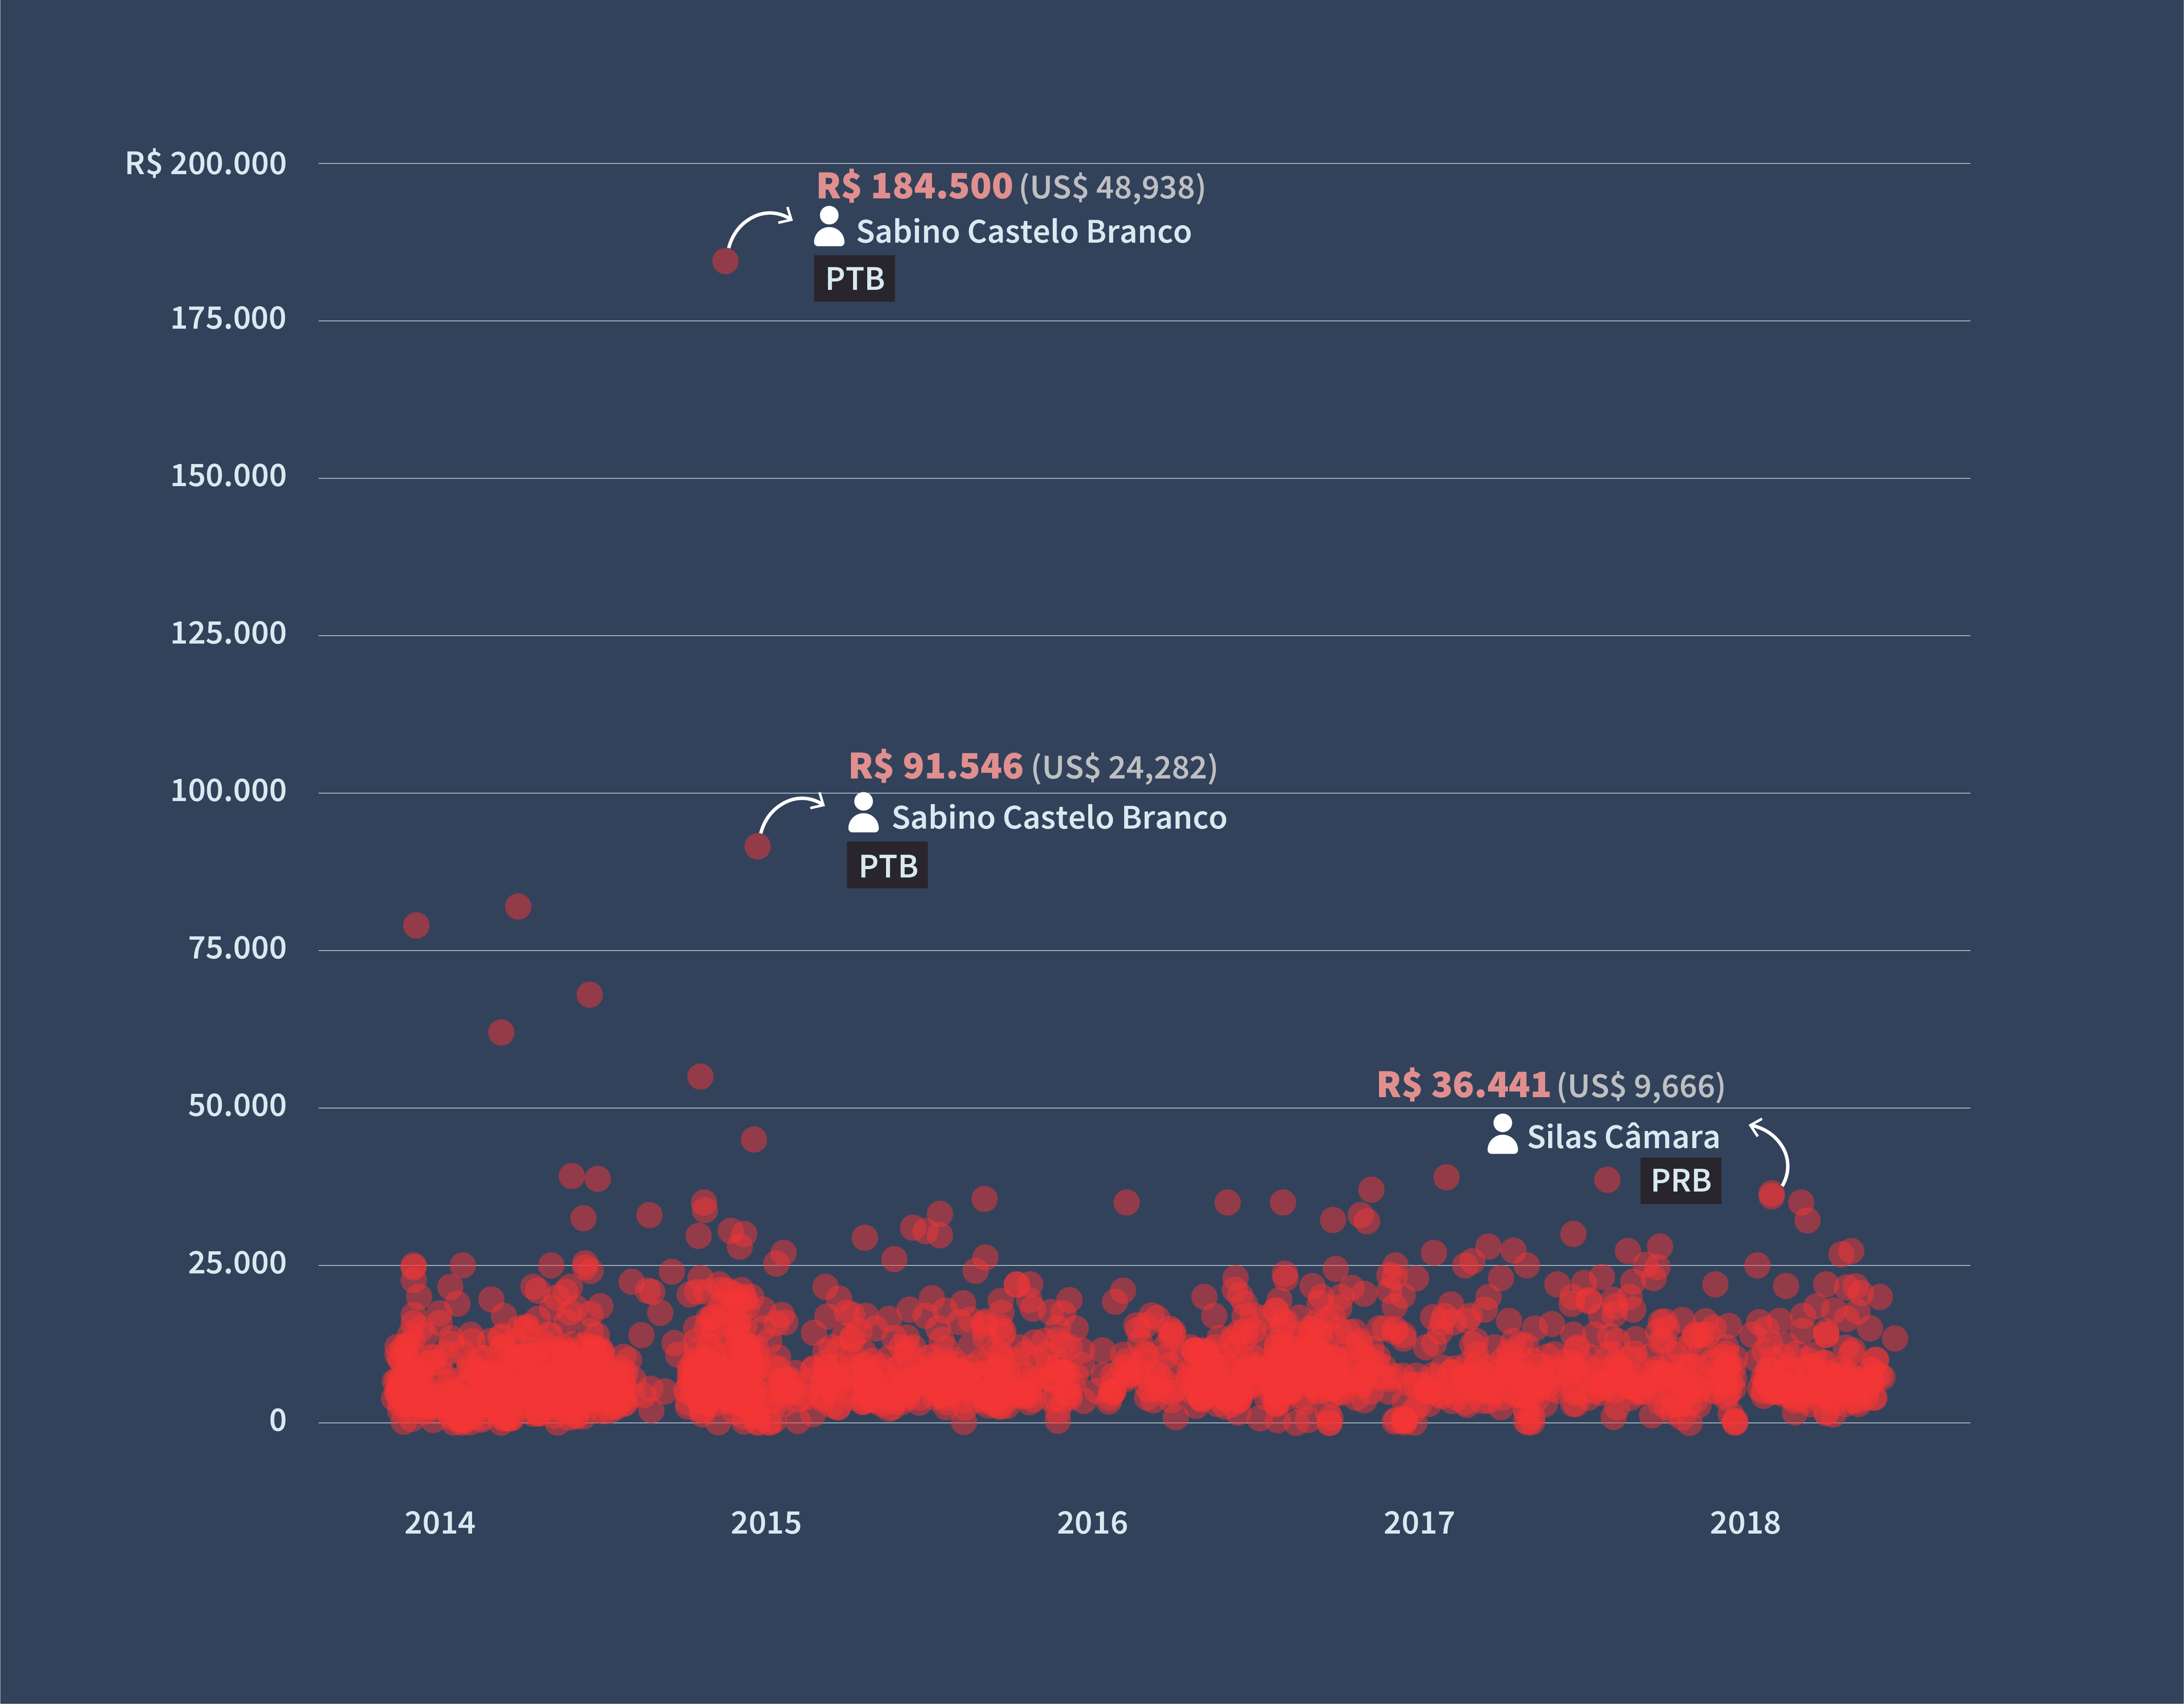 R$ 200.000
R$ 184.500 (US$ 48,938)
Sabino Castelo Branco
PTB
175.000
150.000
125.000
R$ 91.546 (US$ 24,282)
100.000
Sabino Castelo Branco
PTB
75.000
R$ 36.441 (US$ 9,666)
50.000
Silas Câmara
PRB
25.000
0
2014 2015 2016 2017 2018